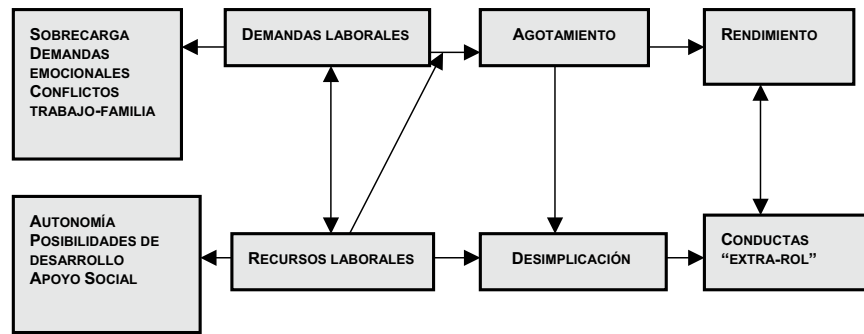 SOBRECARGA
DEMANDAS
EMOCIONALES
CONFLICTOS
TRABAJO-FAMILIA
DEMANDAS LABORALES
AGOTAMIENTO
RENDIMIENTO
AUTONOMÍA
POSIBILIDADES DE
DESARROLLO
APOYO SOCIAL
RECURSOS LABORALES
DESIMPLICACIÓN
CONDUCTAS
“EXTRA-ROL”